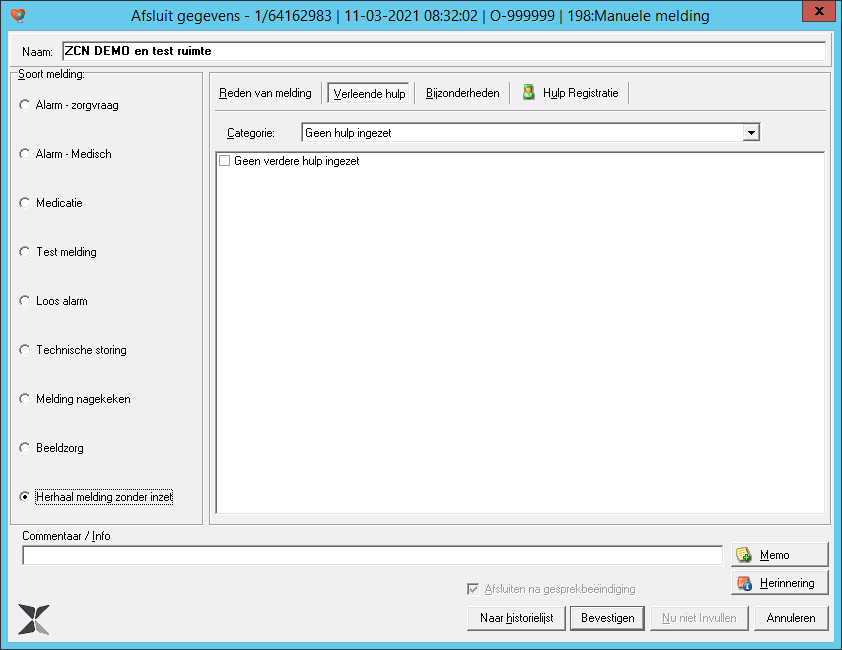 Afsluit gegevens - 1/64162983 | 11-03-2021 08:32:02 | O-999999 | 198:Manuele melding
x
Naam: ZCN DEMO en test ruimte
Soort melding:
Alarm - zorgvraag
Alarm - Medisch
Medicatie
Test melding
Loos alarm
Technische storing
Melding nagekeken
Beeldzorg
Herhaal melding zonder inzet
Reden van melding
Verleende hulp
Bijzonderheden
Hulp Registratie
Categorie: Geen hulp ingezet
Geen verdere hulp ingezet
Commentaar / Info
Memo
Herinnering
Afsluiten na gesprekbeëindiging
Naar historielijst
Bevestigen
Nu niet Invullen
Annuleren